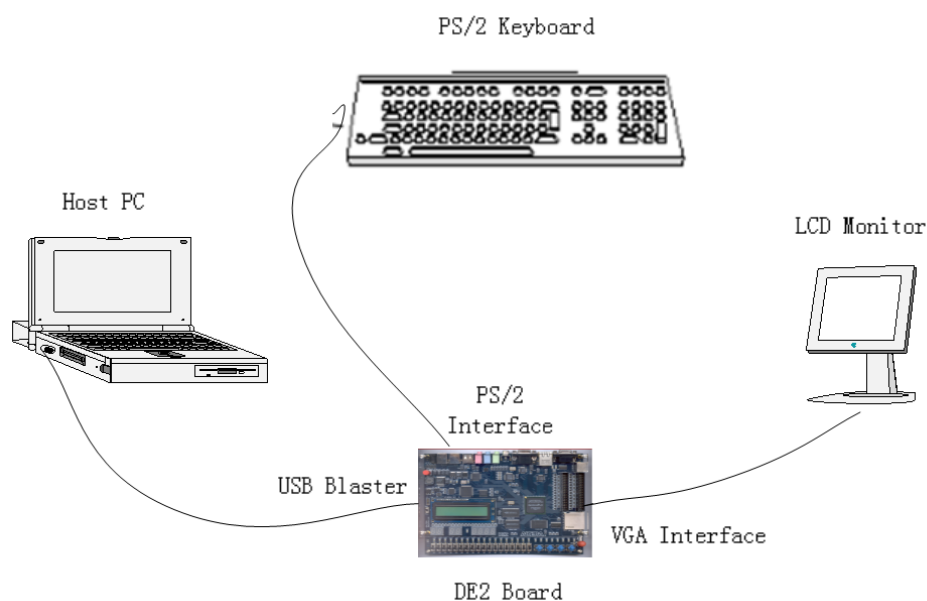 PS/2 Keyboard
Host PC
LCD Monitor
PS/2
Interface
USB Blaster
VGA Interface
DE2 Board